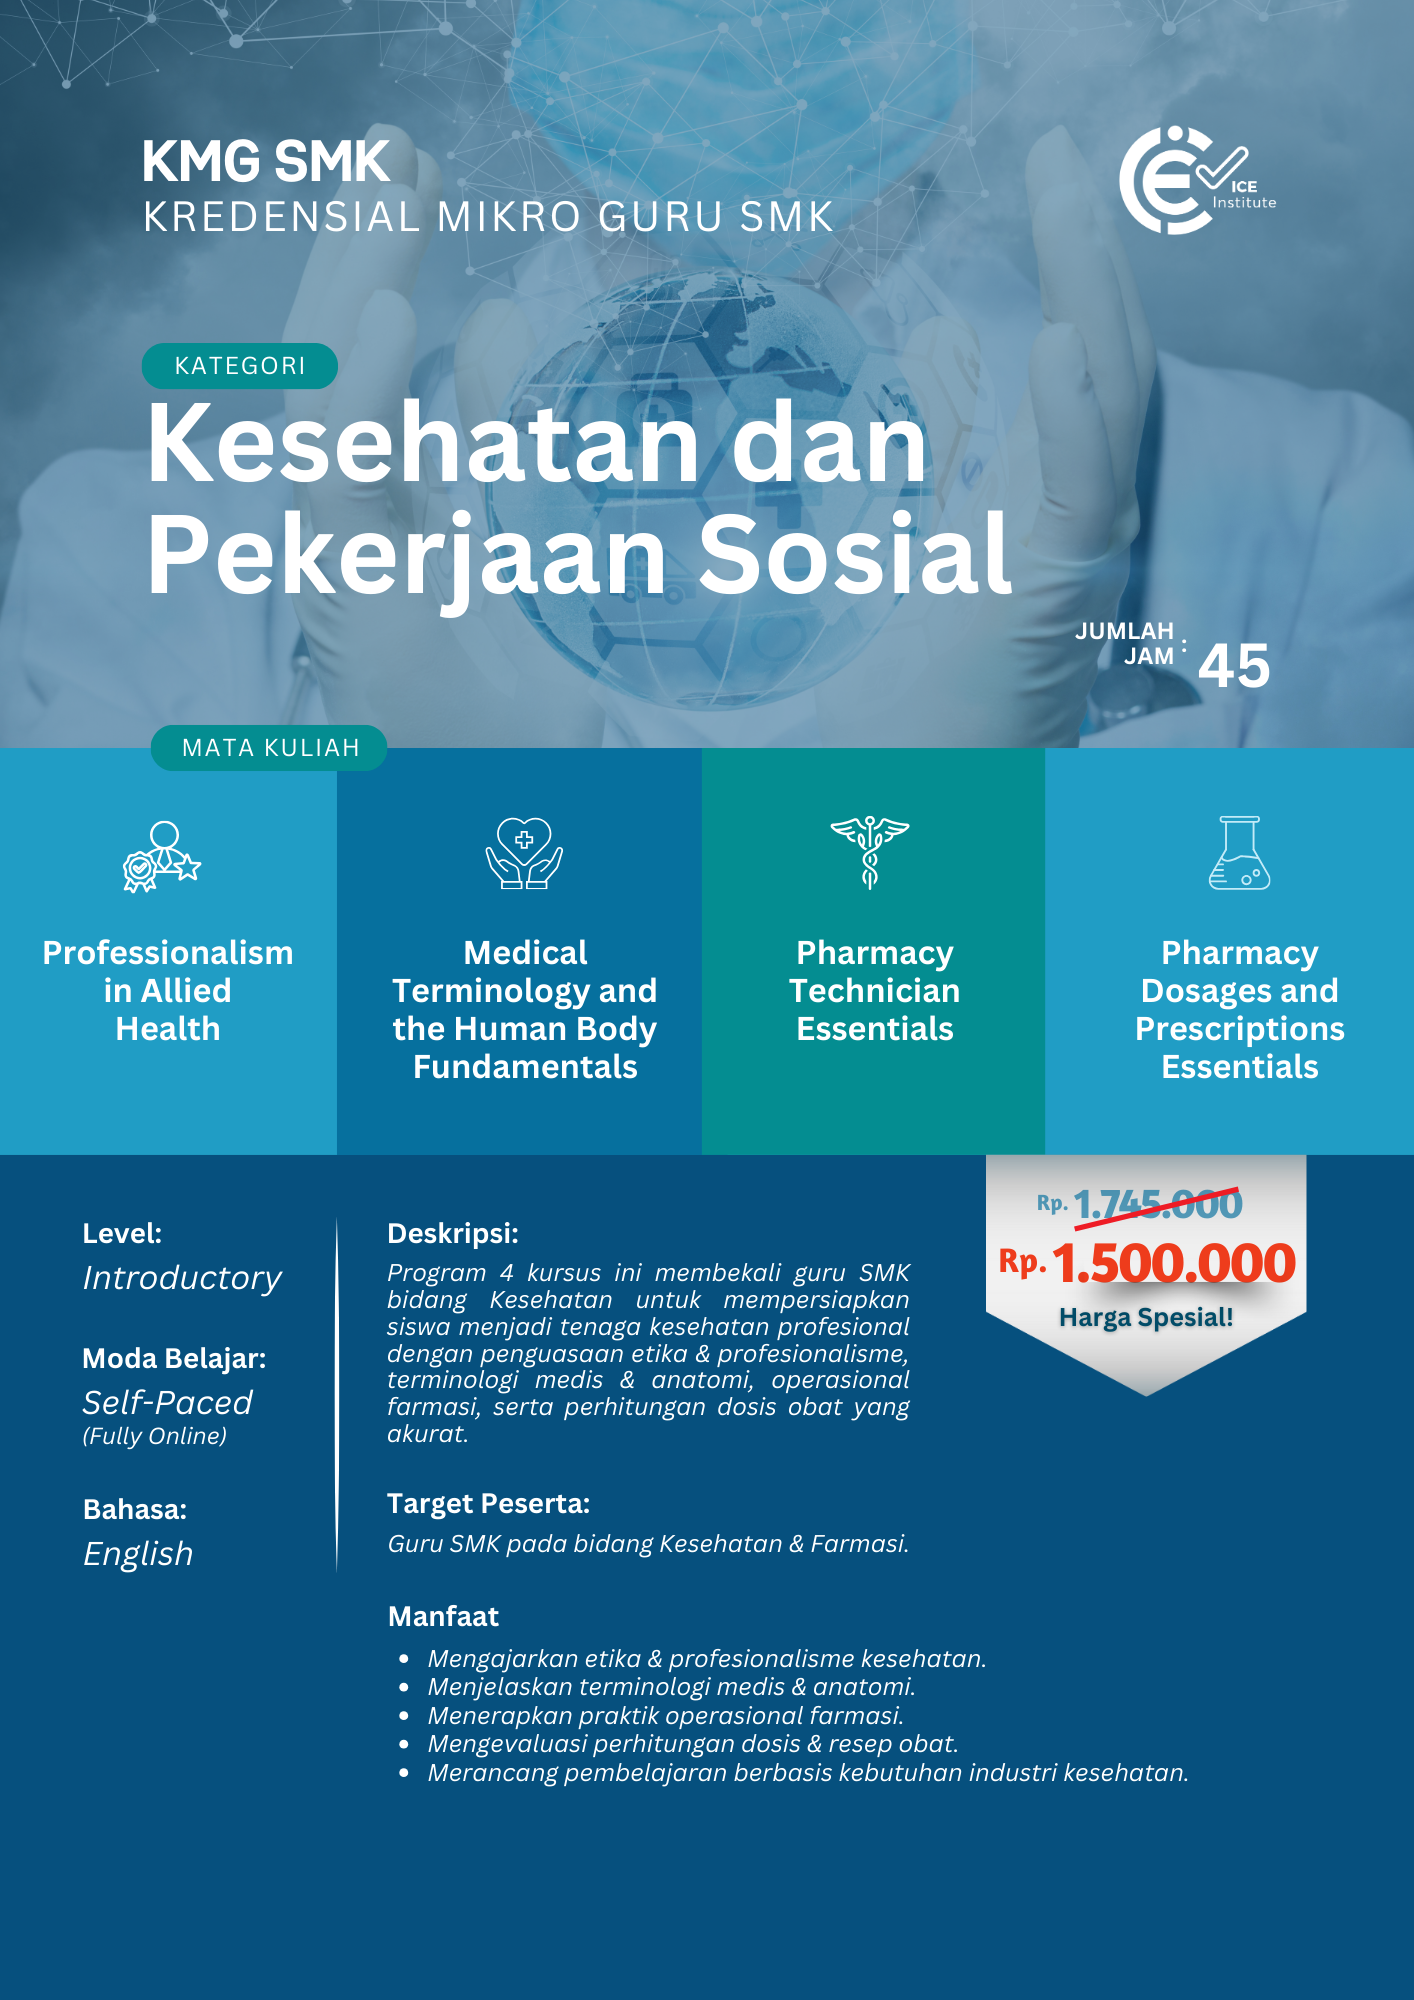 KMG SMK
KREDENSIAL MIKRO GURU SMK
ICE
Institute
KATEGORI
Kesehatan dan
Pekerjaan Sosial
JUMLAH
JAM : 45
MATA KULIAH
Professionalism
in Allied
Health
Medical
Terminology and
the Human Body
Fundamentals
Pharmacy
Technician
Essentials
Pharmacy
Dosages and
Prescriptions
Essentials
Rp. 1.745.000
Rp. 1.500.000
Harga Spesial!
Level:
Introductory
Moda Belajar:
Self-Paced
(Fully Online)
Bahasa:
English
Deskripsi:
Program 4 kursus ini membekali guru SMK
bidang Kesehatan untuk mempersiapkan
siswa menjadi tenaga kesehatan profesional
dengan penguasaan etika & profesionalisme,
terminologi medis & anatomi, operasional
farmasi, serta perhitungan dosis obat yang
akurat.
Target Peserta:
Guru SMK pada bidang Kesehatan & Farmasi.
Manfaat
• Mengajarkan etika & profesionalisme kesehatan.
• Menjelaskan terminologi medis & anatomi.
• Menerapkan praktik operasional farmasi.
• Mengevaluasi perhitungan dosis & resep obat.
• Merancang pembelajaran berbasis kebutuhan industri kesehatan.